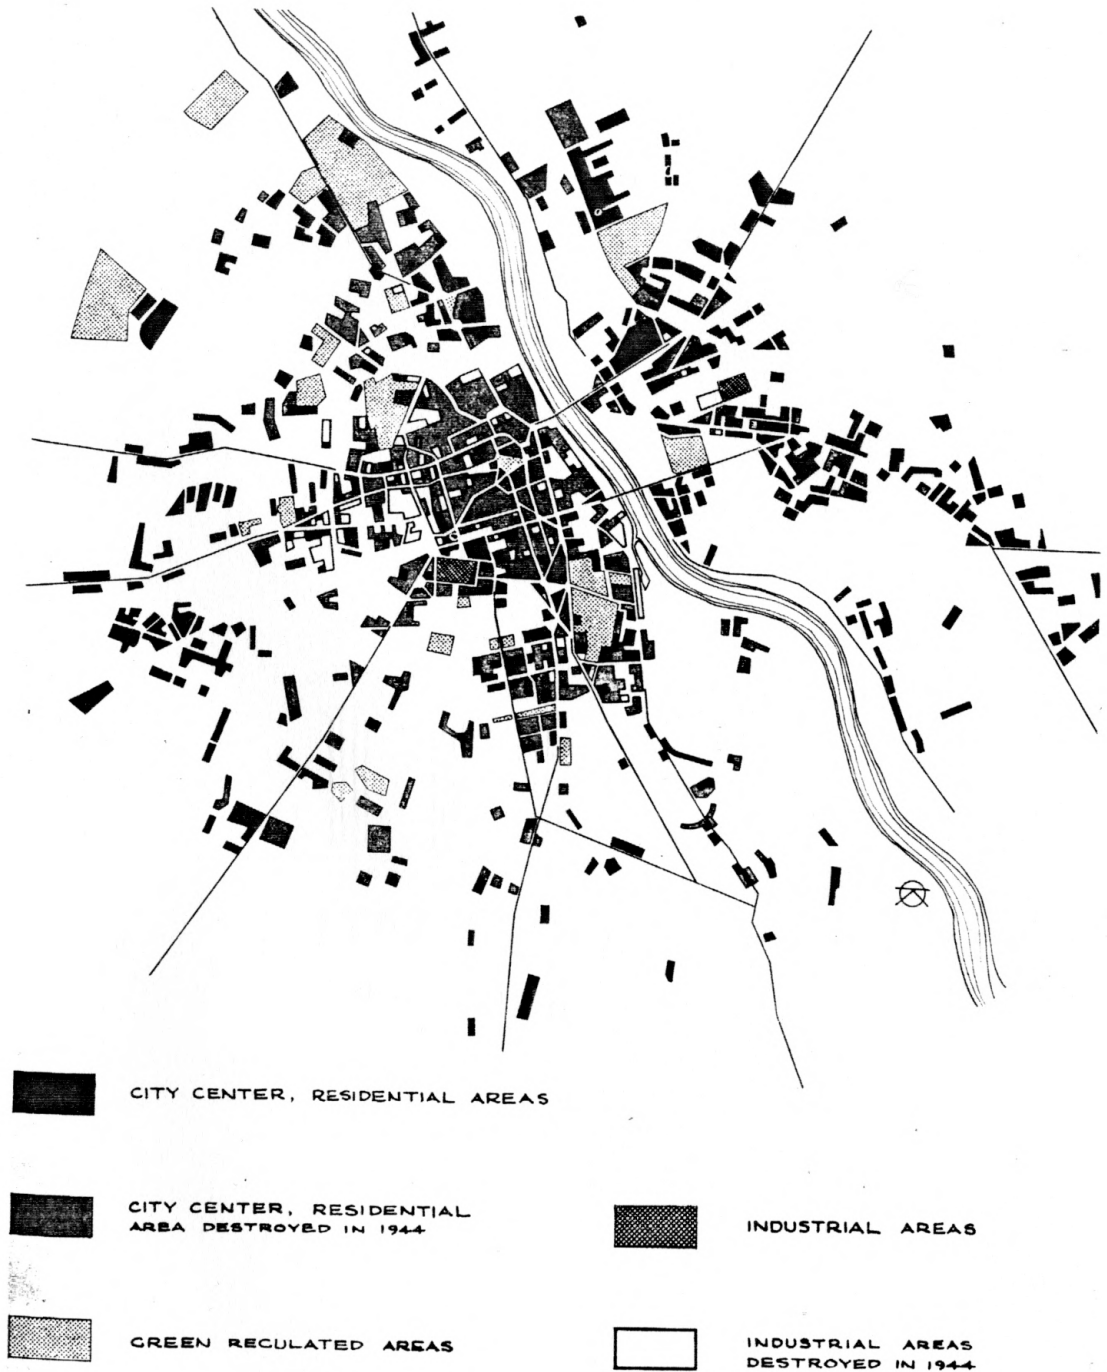 CITY CENTER, RESIDENTIAL AREAS
CITY CENTER, RESIDENTIAL
AREA DESTROYED IN 1944
INDUSTRIAL AREAS
GREEN REGULATED AREAS
INDUSTRIAL AREAS
DESTROYED IN 1944